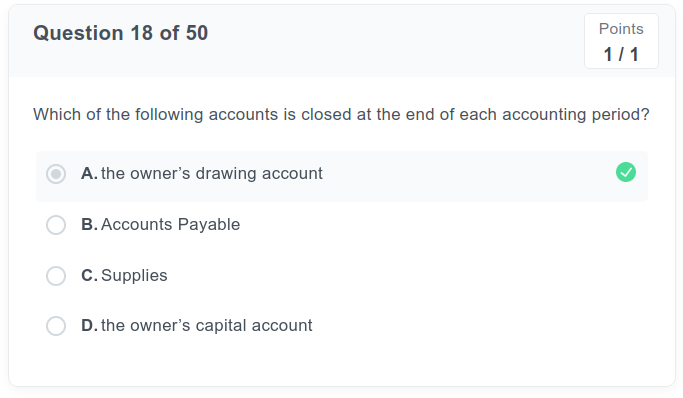 Question 18 of 50
Points
1 / 1
Which of the following accounts is closed at the end of each accounting period?
A. the owner’s drawing account
B. Accounts Payable
C. Supplies
D. the owner’s capital account